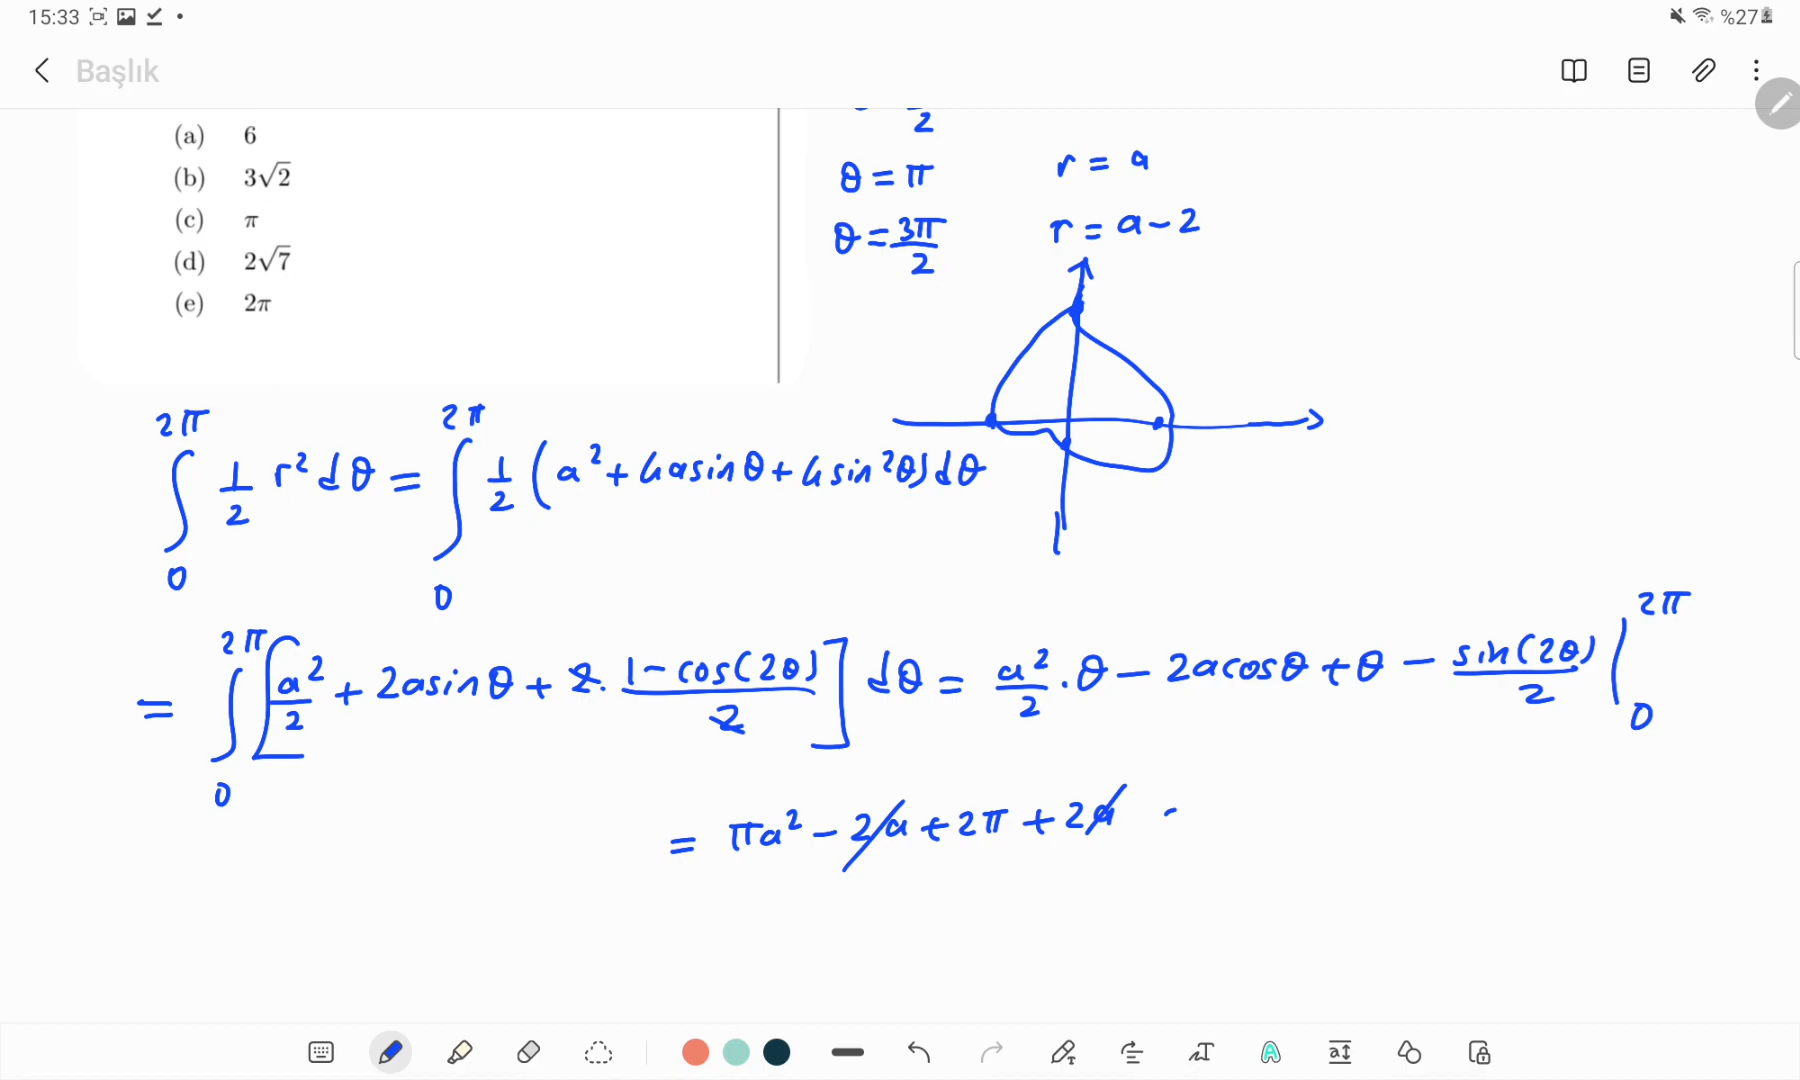 15:33 %27
Başlık
(a) 6
(b) 3√2
(c) π
(d) 2√7
(e) 2π
2
θ = π r = a
θ = 3π/2 r = a - 2
∫₀^2π 1/2 r² dθ = ∫₀^2π 1/2 (a² + 4a sin θ + 4 sin²θ) dθ
= ∫₀^2π [a²/2 + 2a sin θ + 2. 1 - cos(2θ)/2] dθ = a²/2 . θ - 2a cos θ + θ - sin(2θ)/2 |₀^2π
= πa² - 2a + 2π + 2a